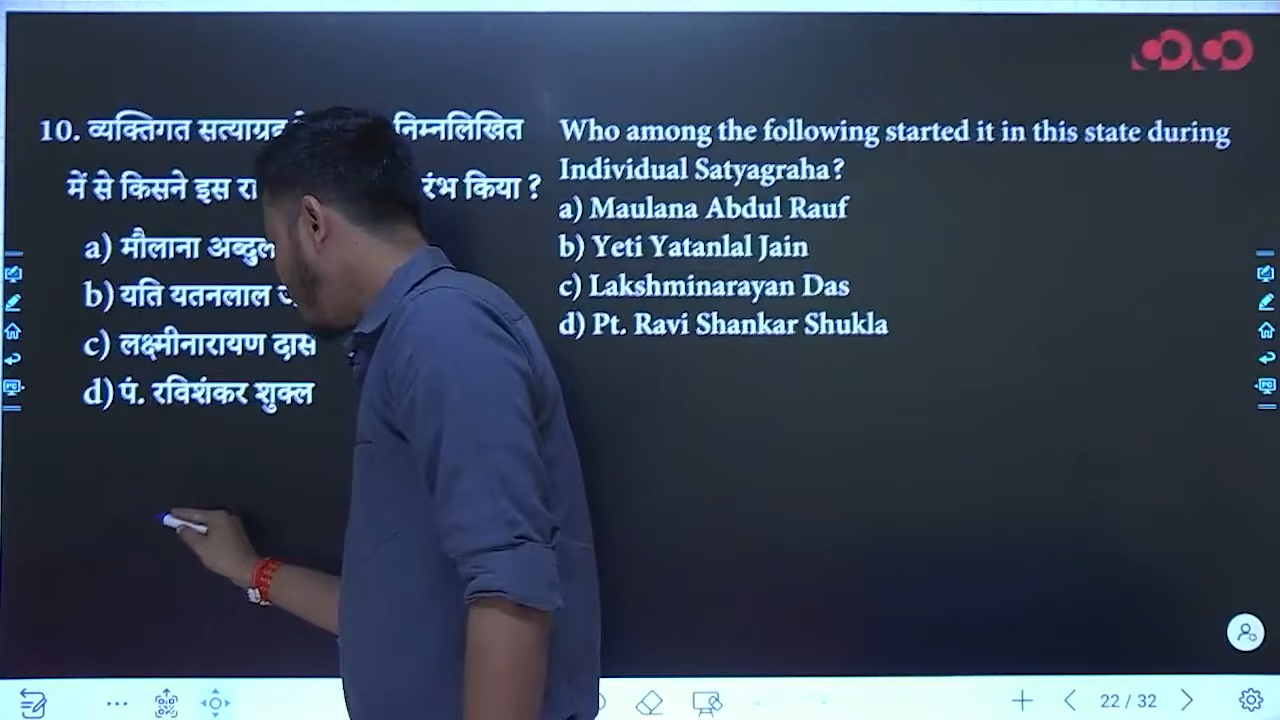 10. व्यक्तिगत सत्याग्रह निम्नलिखित
में से किसने इस रंभ किया ?
a) मौलाना अब्दुल
b) यति यतनलाल
c) लक्ष्मीनारायण दास
d) पं. रविशंकर शुक्ल
Who among the following started it in this state during
Individual Satyagraha?
a) Maulana Abdul Rauf
b) Yeti Yatanlal Jain
c) Lakshminarayan Das
d) Pt. Ravi Shankar Shukla
22 / 32